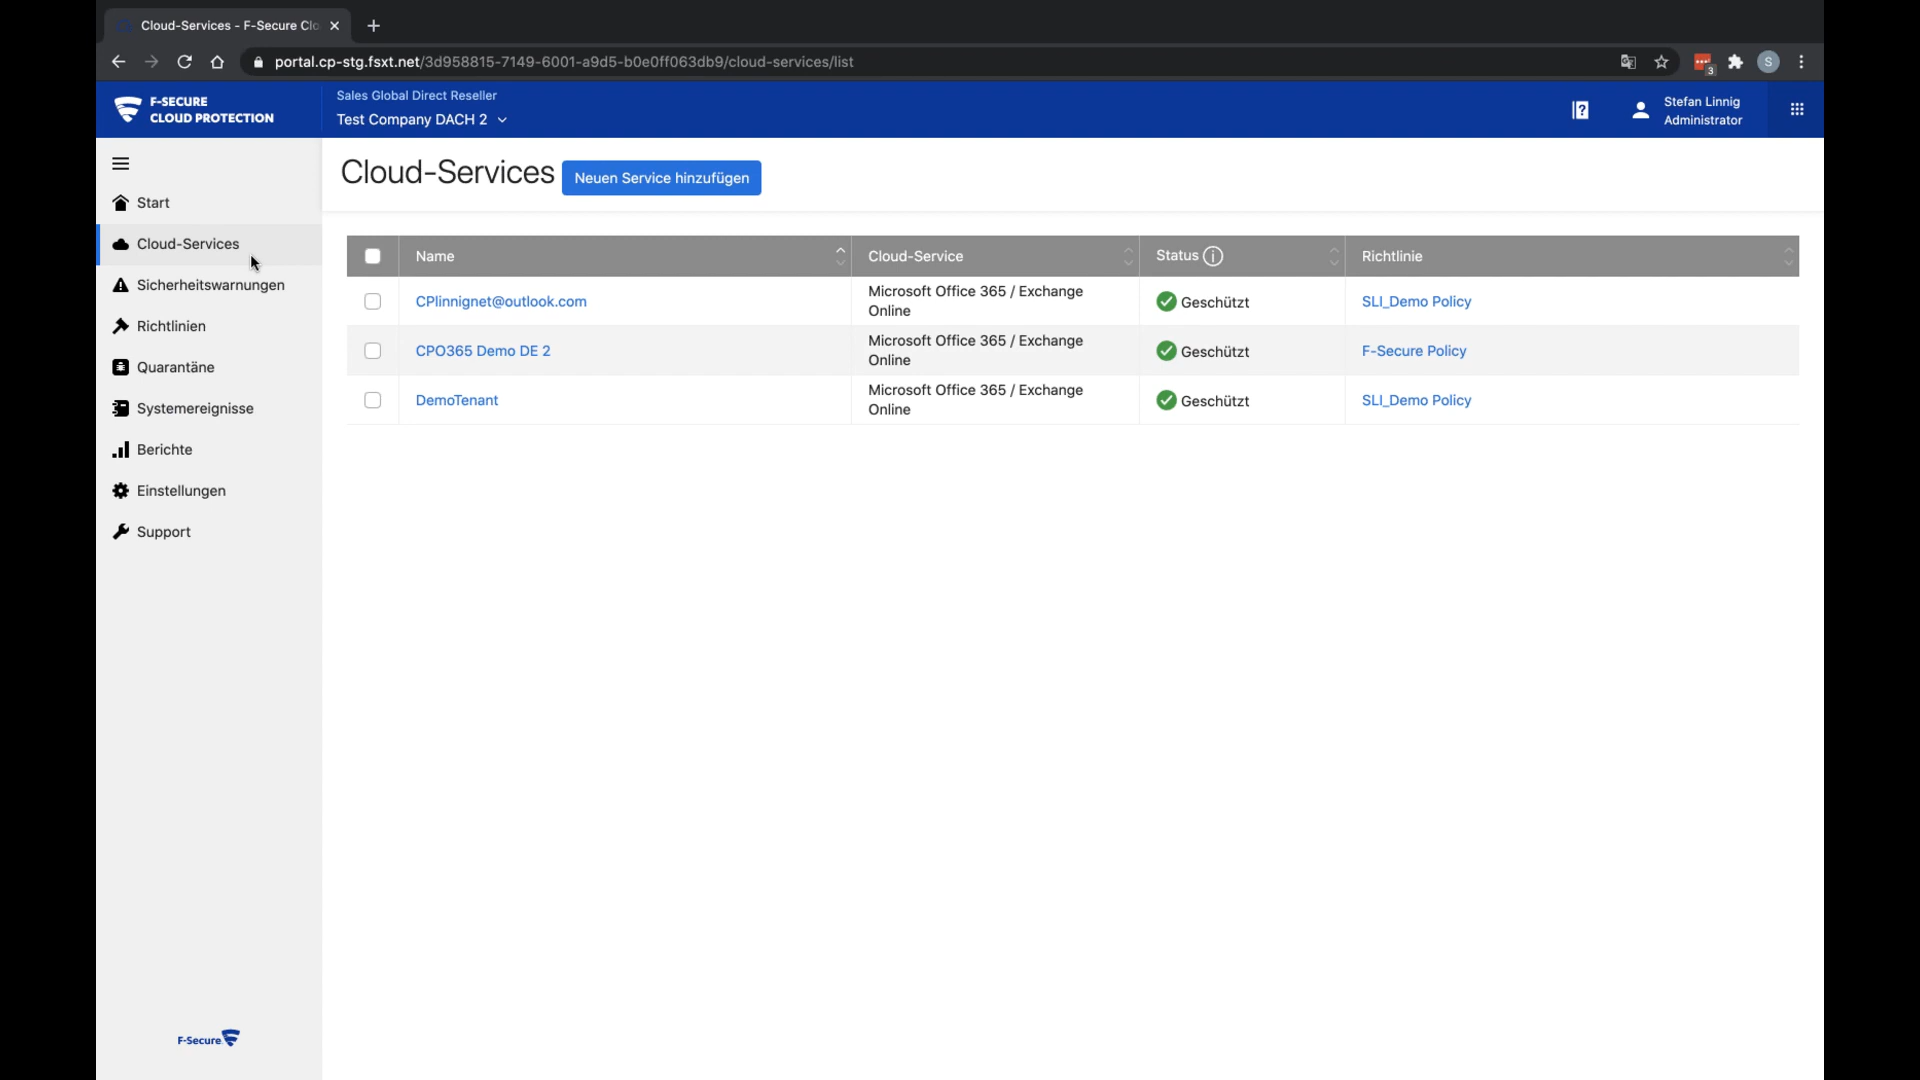 Cloud-Services - F-Secure Clo
portal.cp-stg.fsxt.net/3d958815-7149-6001-a9d5-b0e0ff063db9/cloud-services/list
3
S
F-SECURE
CLOUD PROTECTION
Sales Global Direct Reseller
Test Company DACH 2
Stefan Linnig
Administrator
Start
Cloud-Services
Sicherheitswarnungen
Richtlinien
Quarantäne
Systemereignisse
Berichte
Einstellungen
Support
F-Secure
Cloud-Services
Neuen Service hinzufügen
Name Cloud-Service Status Richtlinie
CPlinnignet@outlook.com Microsoft Office 365 / Exchange Geschützt SLI_Demo Policy
Online
CPO365 Demo DE 2 Microsoft Office 365 / Exchange Geschützt F-Secure Policy
Online
DemoTenant Microsoft Office 365 / Exchange Geschützt SLI_Demo Policy
Online